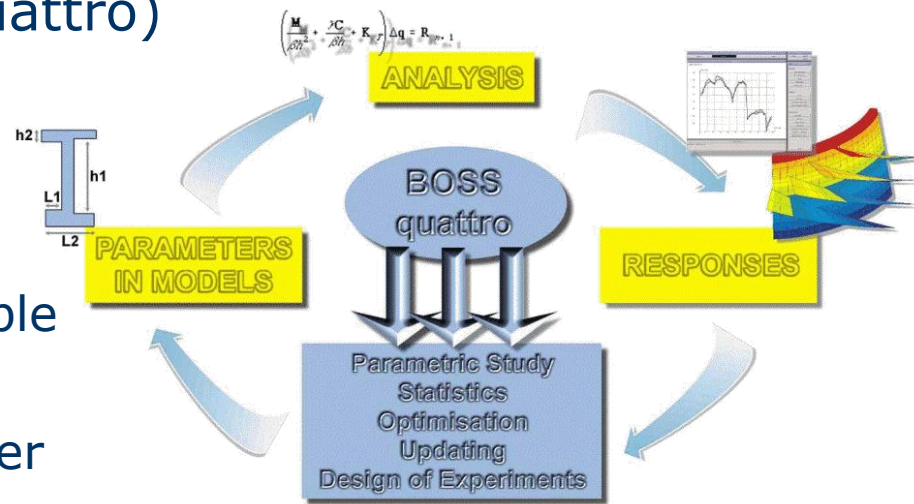 uattro)
ANALYSIS
h2
h1
L1
L2
BOSS
quattro
PARAMETERS
IN MODELS
RESPONSES
ple
er
Parametric Study
Statistics
Optimisation
Updating
Design of Experiments